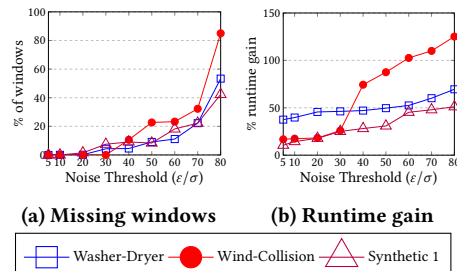 100
80
60
40
20
0
% of windows
5 10 20 30 40 50 60 70 80
Noise Threshold (ε/σ)
(a) Missing windows
150
100
50
0
% runtime gain
5 10 20 30 40 50 60 70 80
Noise Threshold (ε/σ)
(b) Runtime gain
Washer-Dryer Wind-Collision Synthetic 1